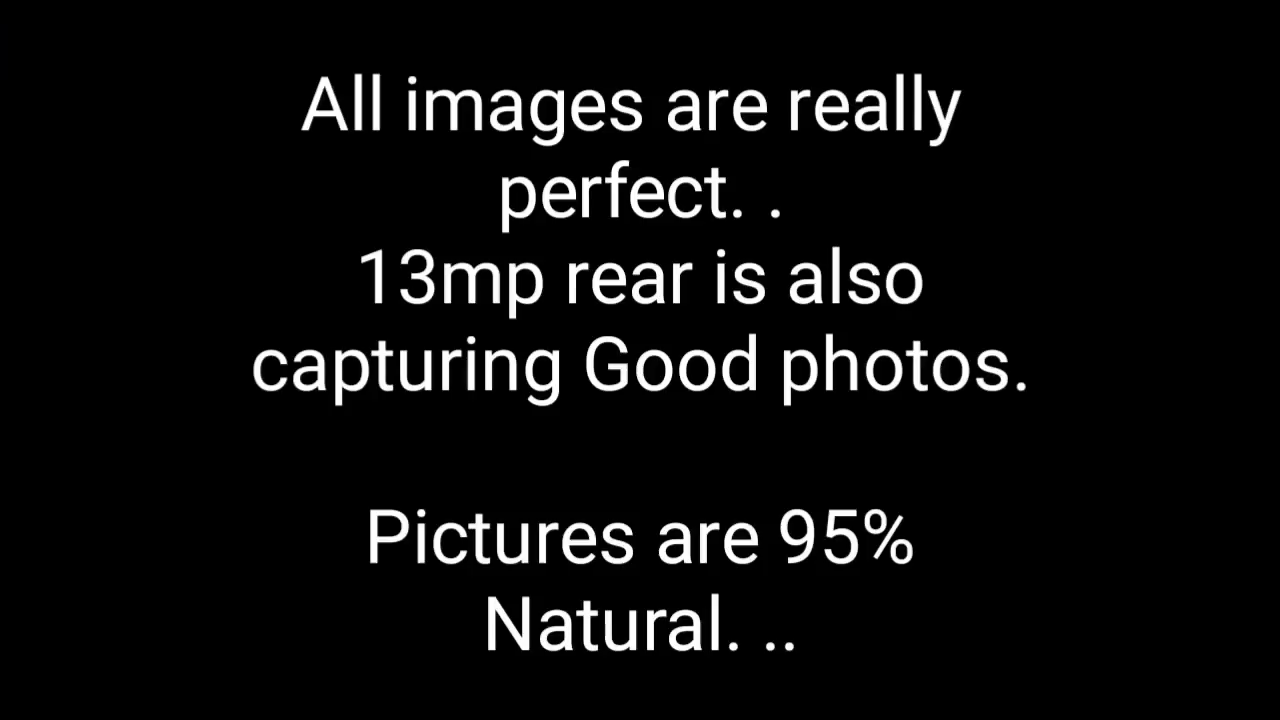 All images are really
perfect. .
13mp rear is also
capturing Good photos.
Pictures are 95%
Natural. ..